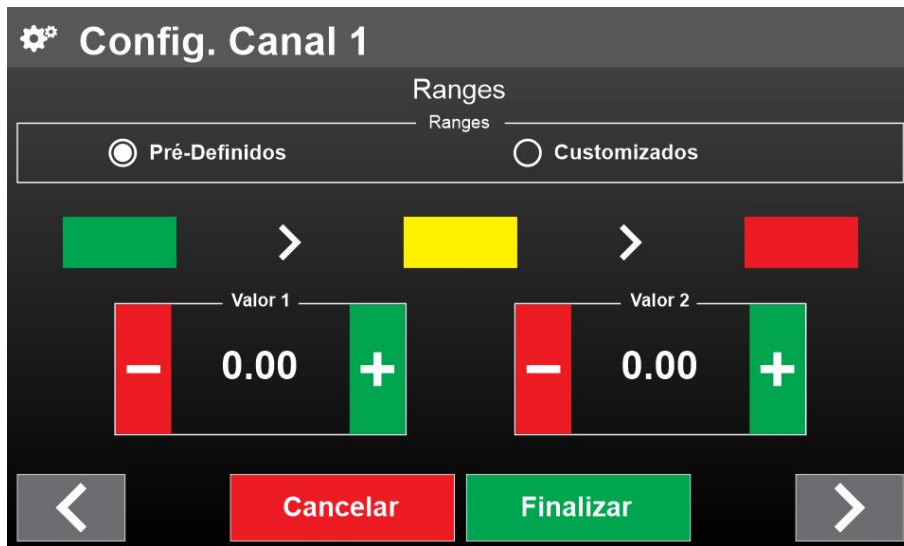 Config. Canal 1
Ranges
Ranges
Pré-Definidos Customizados
Valor 1 Valor 2
− 0.00 + − 0.00 +
Cancelar Finalizar